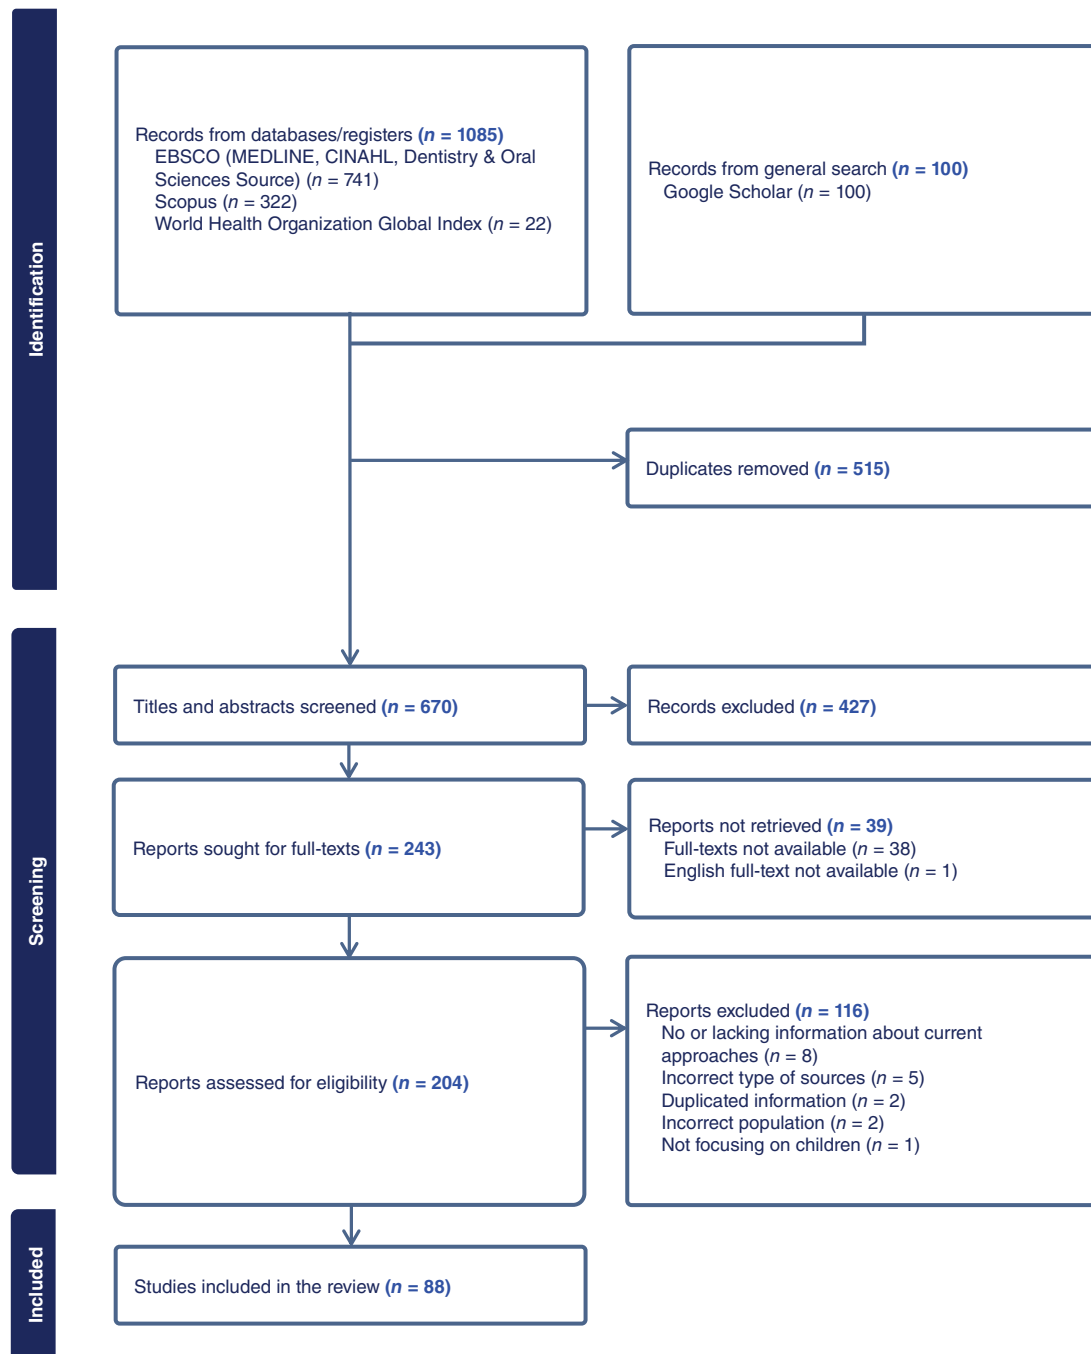 Identification
Records from databases/registers (n = 1085)
EBSCO (MEDLINE, CINAHL, Dentistry & Oral
Sciences Source) (n = 741)
Scopus (n = 322)
World Health Organization Global Index (n = 22)
Records from general search (n = 100)
Google Scholar (n = 100)
Duplicates removed (n = 515)
Screening
Titles and abstracts screened (n = 670)
Records excluded (n = 427)
Reports sought for full-texts (n = 243)
Reports not retrieved (n = 39)
Full-texts not available (n = 38)
English full-text not available (n = 1)
Reports assessed for eligibility (n = 204)
Reports excluded (n = 116)
No or lacking information about current
approaches (n = 8)
Incorrect type of sources (n = 5)
Duplicated information (n = 2)
Incorrect population (n = 2)
Not focusing on children (n = 1)
Included
Studies included in the review (n = 88)